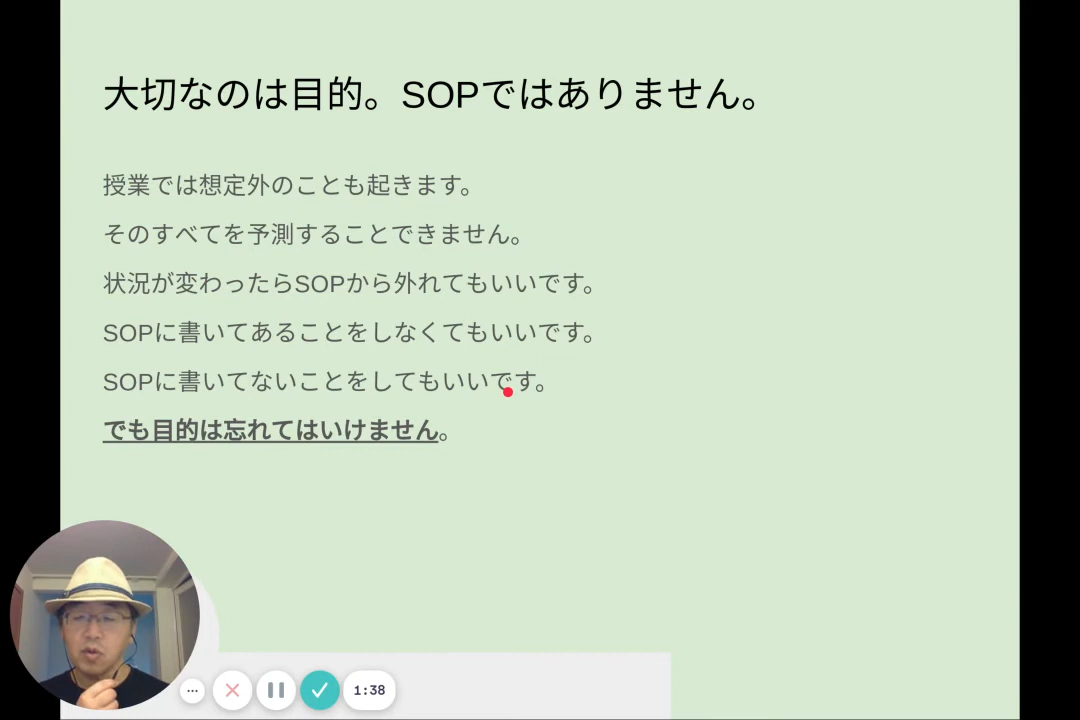 大切なのは目的。SOPではありません。
授業では想定外のことも起きます。
そのすべてを予測することできません。
状況が変わったらSOPから外れてもいいです。
SOPに書いてあることをしなくてもいいです。
SOPに書いてないことをしてもいいです。
でも目的は忘れてはいけません。
1:38